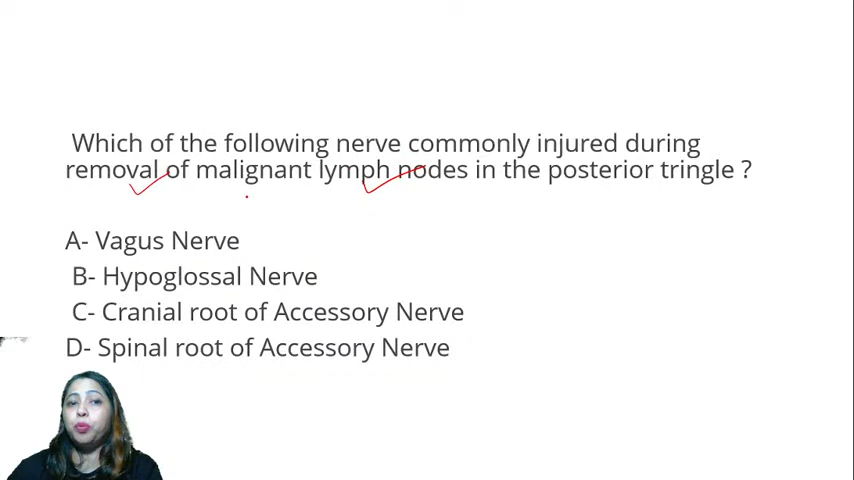 Which of the following nerve commonly injured during
removal of malignant lymph nodes in the posterior tringle ?
A- Vagus Nerve
B- Hypoglossal Nerve
C- Cranial root of Accessory Nerve
D- Spinal root of Accessory Nerve